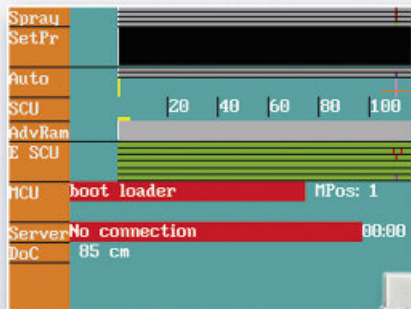 Spray
SetPr
Auto
SCU 20 40 60 80 100
AdvRam
E SCU
MCU boot loader MPos: 1
Server No connection 00:00
DoC 85 cm